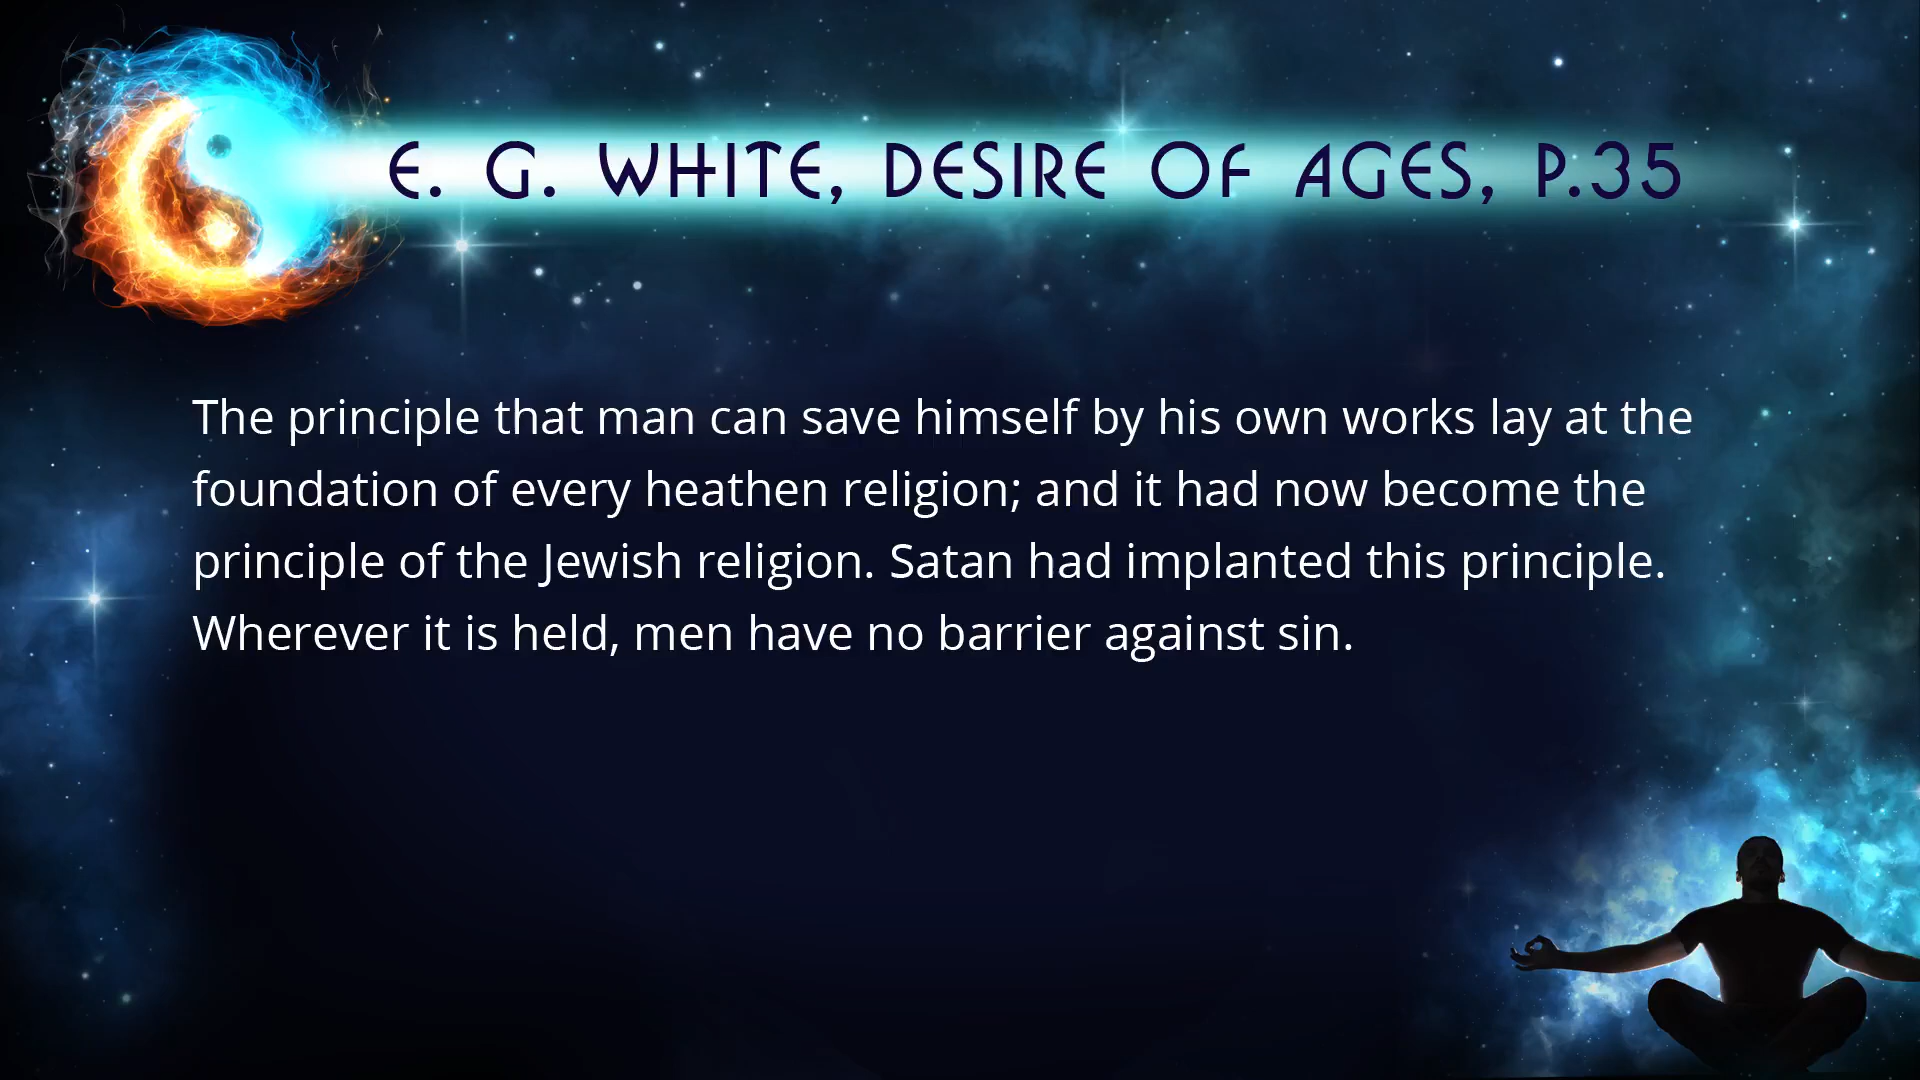 E. G. WHITE, DESIRE OF AGES, P.35
The principle that man can save himself by his own works lay at the
foundation of every heathen religion; and it had now become the
principle of the Jewish religion. Satan had implanted this principle.
Wherever it is held, men have no barrier against sin.